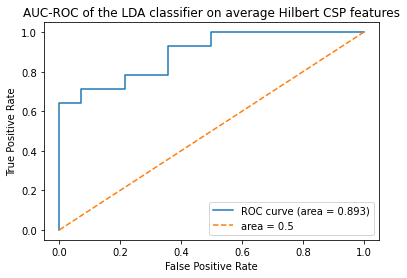 AUC-ROC of the LDA classifier on average Hilbert CSP features
1.0
0.8
0.6
0.4
0.2
0.0
True Positive Rate
ROC curve (area = 0.893)
area = 0.5
0.0 0.2 0.4 0.6 0.8 1.0
False Positive Rate